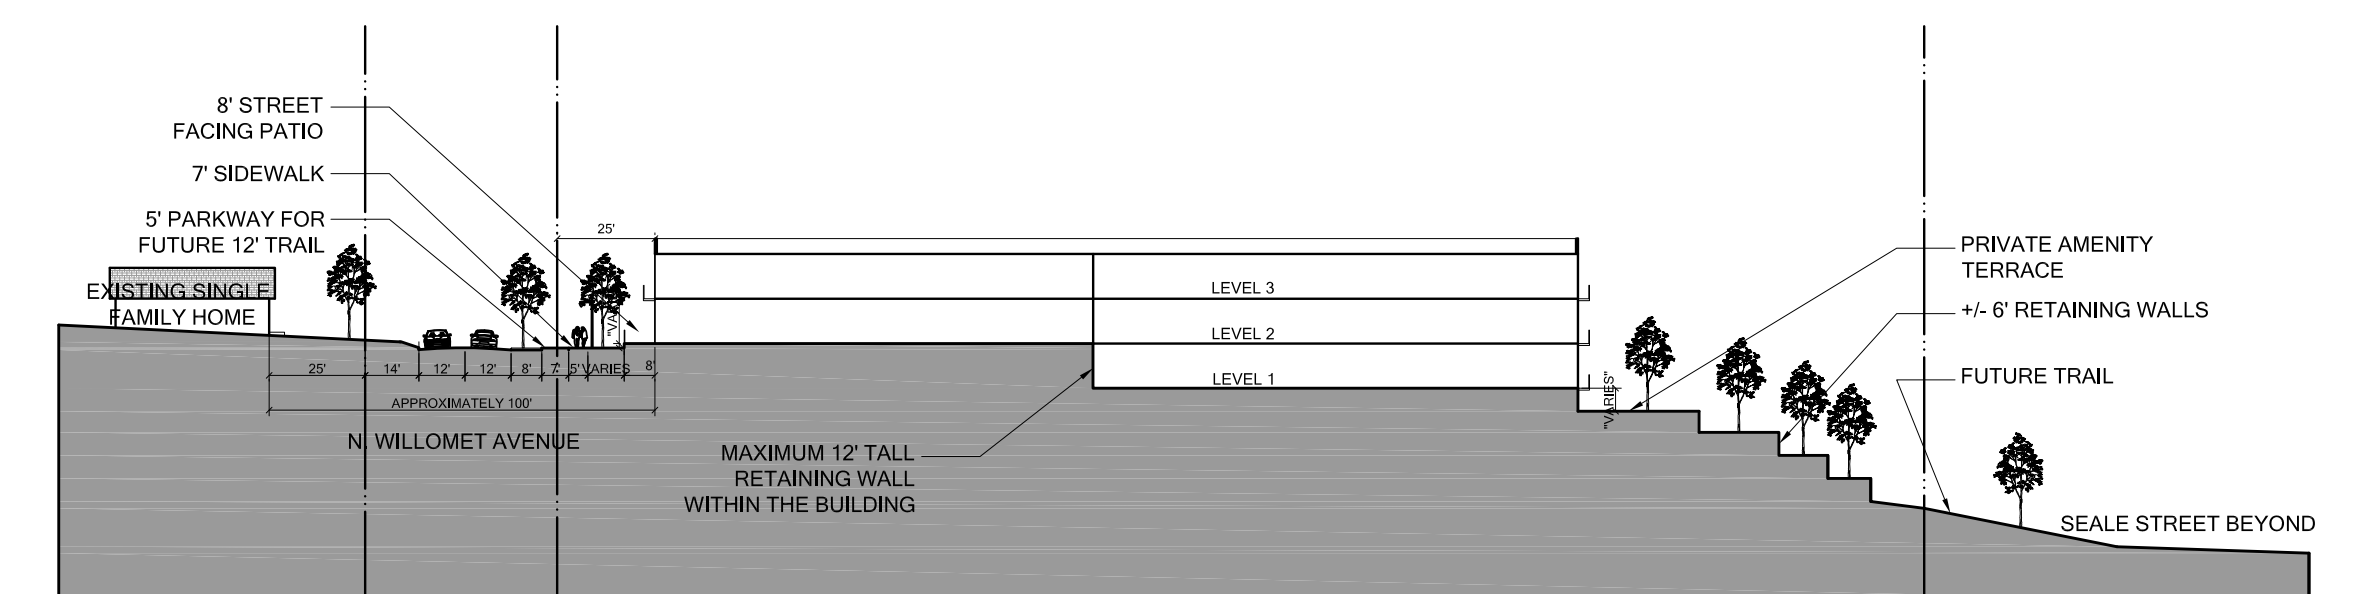 8' STREET
FACING PATIO
7' SIDEWALK
5' PARKWAY FOR
FUTURE 12' TRAIL
25'
EXISTING SINGLE
FAMILY HOME
LEVEL 3
LEVEL 2
LEVEL 1
25' 14' 12' 12' 8' 7' 5' VARIES 8'
APPROXIMATELY 100'
N. WILLOMET AVENUE
MAXIMUM 12' TALL
RETAINING WALL
WITHIN THE BUILDING
"VARIES"
PRIVATE AMENITY
TERRACE
+/- 6' RETAINING WALLS
FUTURE TRAIL
SEALE STREET BEYOND